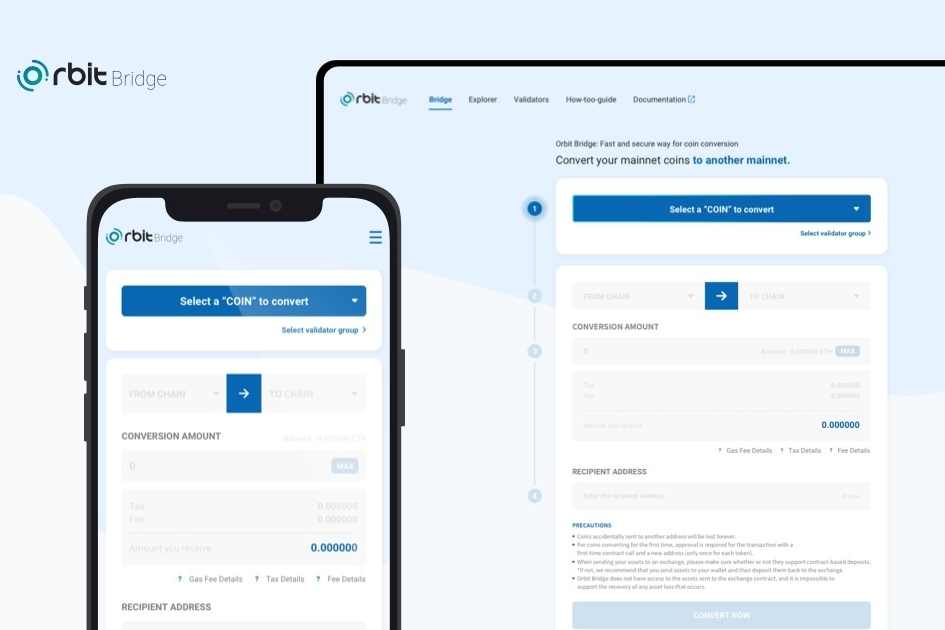 Orbit Bridge
Orbit Bridge
Bridge
Explorer
Validators
How-too-guide
Documentation
Orbit Bridge: Fast and secure way for coin conversion
Convert your mainnet coins to another mainnet.
1
Select a "COIN" to convert
Select validator group >
2
FROM CHAIN
→
TO CHAIN
CONVERSION AMOUNT
3
0
Balance : 0.000000 ETH
MAX
Tax
0.000000
Fee
0.000000
Amount you receive
0.000000
? Gas Fee Details
? Tax Details
? Fee Details
RECIPIENT ADDRESS
4
Enter the recipient address
Paste
PRECAUTIONS
• Coins accidentally sent to another address will be lost forever.
• For coins converting for the first time, approval is required for the transaction with a
first-time contract call and a new address (only once for each token).
• When sending your assets to an exchange, please make sure whether or not they support contract-based deposits.
*If not, we recommend that you send assets to your wallet and then deposit them back to the exchange.
• Orbit Bridge does not have access to the assets sent to the exchange contract, and it is impossible to
support the recovery of any asset loss that occurs.
CONVERT NOW
Orbit Bridge
Select a "COIN" to convert
Select validator group >
FROM CHAIN
→
TO CHAIN
CONVERSION AMOUNT
Balance : 0.000000 ETH
0
MAX
Tax
0.000000
Fee
0.000000
Amount you receive
0.000000
? Gas Fee Details
? Tax Details
? Fee Details
RECIPIENT ADDRESS